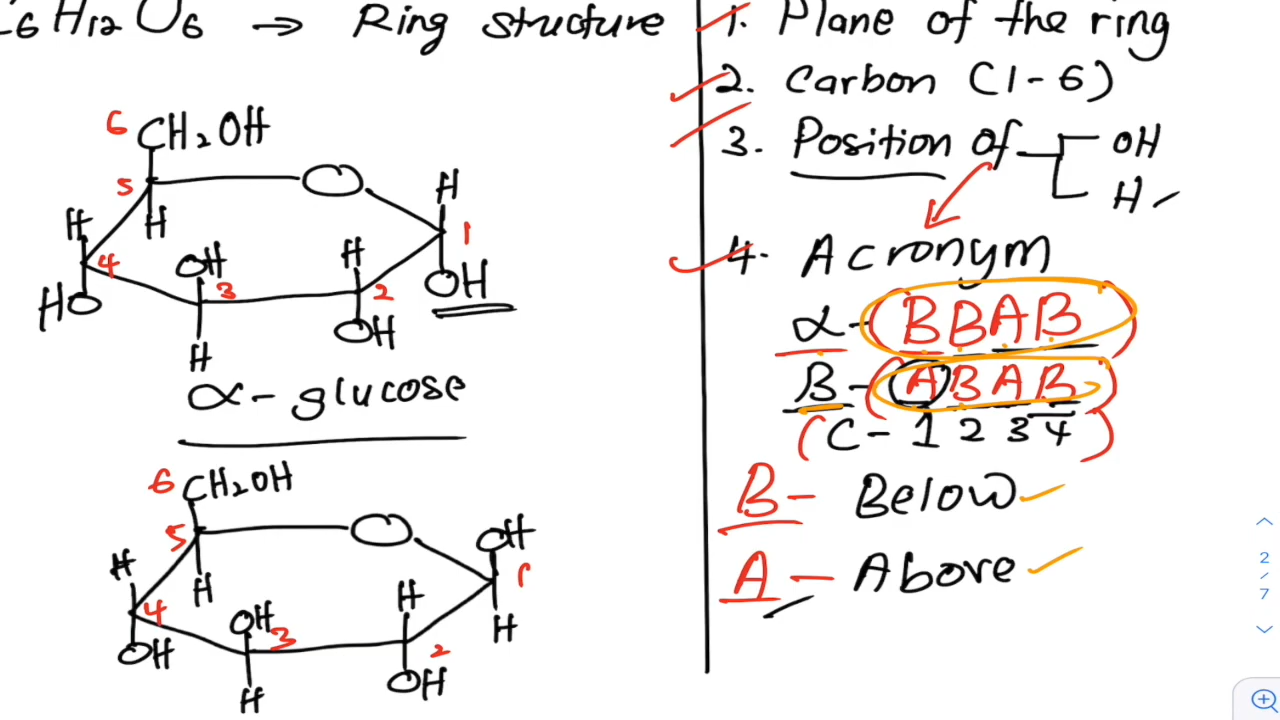 C6H12O6 → Ring structure
6
CH2OH
5
O
H
H
H
1
4
OH
3
H
2
HO
OH
OH
H
α - glucose
6
CH2OH
5
O
OH
H
H
H
1
4
OH
3
H
2
OH
OH
H
1. Plane of the ring
2. Carbon (1-6)
3. Position of OH
H
4. Acronym
α - (BBAB)
B - (ABAB)
(C - 1 2 3 4)
B - Below
A - Above
2
7